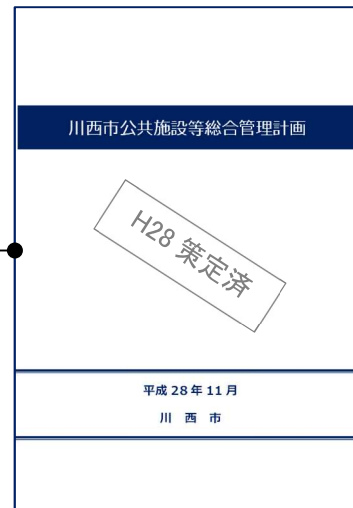 川西市公共施設等総合管理計画
H28 策定済
平成 28 年 11 月
川 西 市